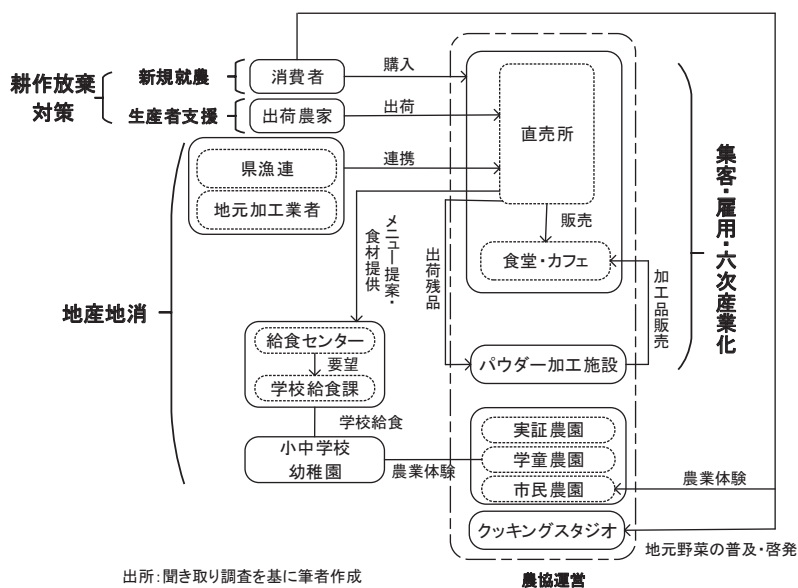 耕作放棄
対策
新規就農
消費者
購入
生産者支援
出荷農家
出荷
直売所
県漁連
連携
地元加工業者
販売
メニュー提案・
食材提供
出荷残品
食堂・カフェ
加工品販売
集客・雇用・六次産業化
地産地消
給食センター
要望
学校給食課
パウダー加工施設
学校給食
小中学校
幼稚園
農業体験
実証農園
学童農園
市民農園
農業体験
クッキングスタジオ
地元野菜の普及・啓発
農協運営
出所：聞き取り調査を基に筆者作成